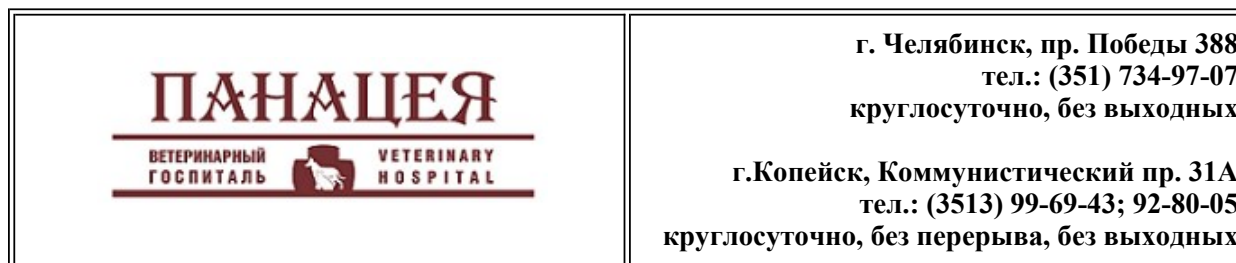 ПАНАЦЕЯ
ВЕТЕРИНАРНЫЙ
ГОСПИТАЛЬ
VETERINARY
HOSPITAL
г. Челябинск, пр. Победы 388
тел.: (351) 734-97-07
круглосуточно, без выходных
г.Копейск, Коммунистический пр. 31А
тел.: (3513) 99-69-43; 92-80-05
круглосуточно, без перерыва, без выходных